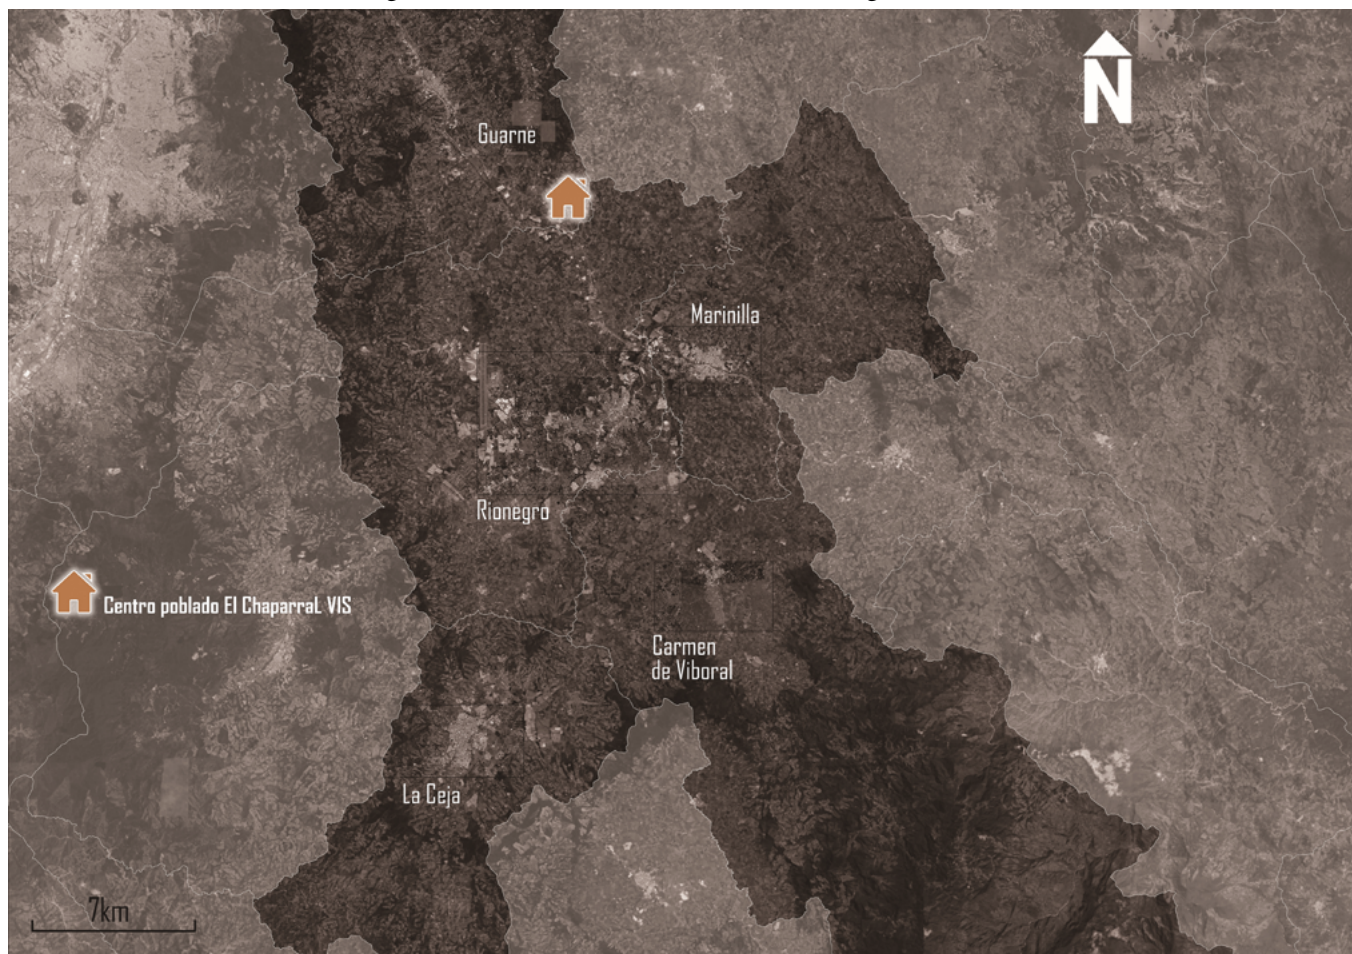 N
Guarne
Marinilla
Rionegro
Centro poblado El Chaparral VIS
Carmen
de Viboral
La Ceja
7km